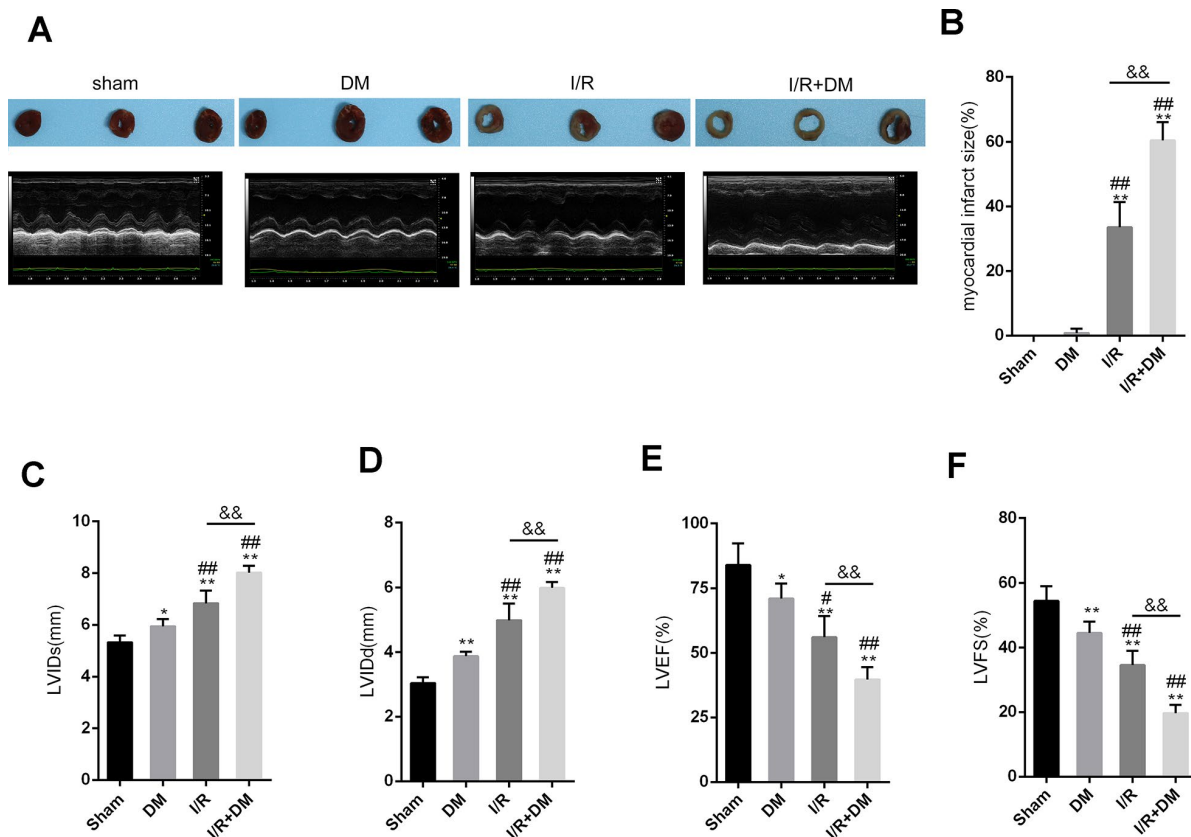 A
sham
DM
I/R
I/R+DM
B
myocardial infarct size(%)
80
60
40
20
0
&&
##
**
##
**
Sham
DM
I/R
I/R+DM
C
LVIDs(mm)
10
8
6
4
2
0
&&
*
##
**
##
**
Sham
DM
I/R
I/R+DM
D
LVIDd(mm)
8
6
4
2
0
&&
**
##
**
##
**
Sham
DM
I/R
I/R+DM
E
LVEF(%)
100
75
50
25
0
&&
*
#
**
##
**
Sham
DM
I/R
I/R+DM
F
LVFS(%)
80
60
40
20
0
&&
**
##
**
##
**
Sham
DM
I/R
I/R+DM